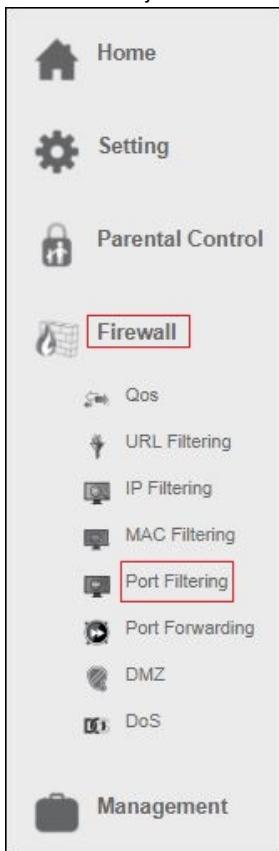 Home
Setting
Parental Control
Firewall
Qos
URL Filtering
IP Filtering
MAC Filtering
Port Filtering
Port Forwarding
DMZ
DoS
Management